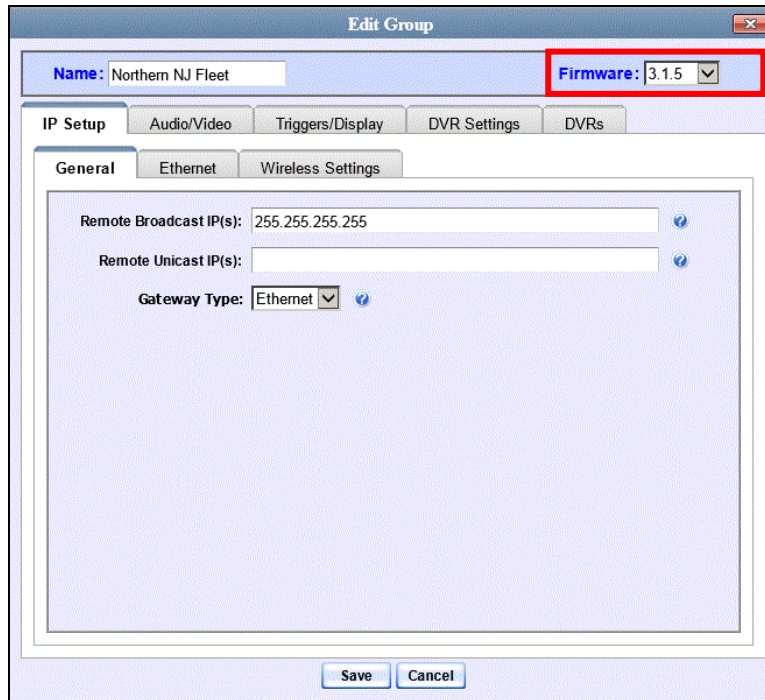 Edit Group
Name: Northern NJ Fleet Firmware: 3.1.5
IP Setup Audio/Video Triggers/Display DVR Settings DVRs
General Ethernet Wireless Settings
Remote Broadcast IP(s): 255.255.255.255 ?
Remote Unicast IP(s): ?
Gateway Type: Ethernet ?
Save Cancel